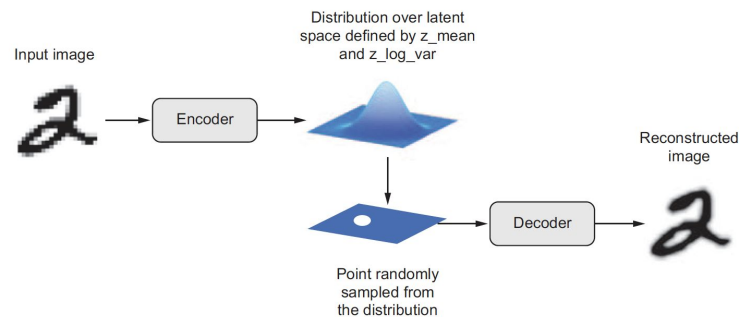 Distribution over latent
space defined by z_mean
and z_log_var
Input image
Encoder
Reconstructed
image
Decoder
Point randomly
sampled from
the distribution